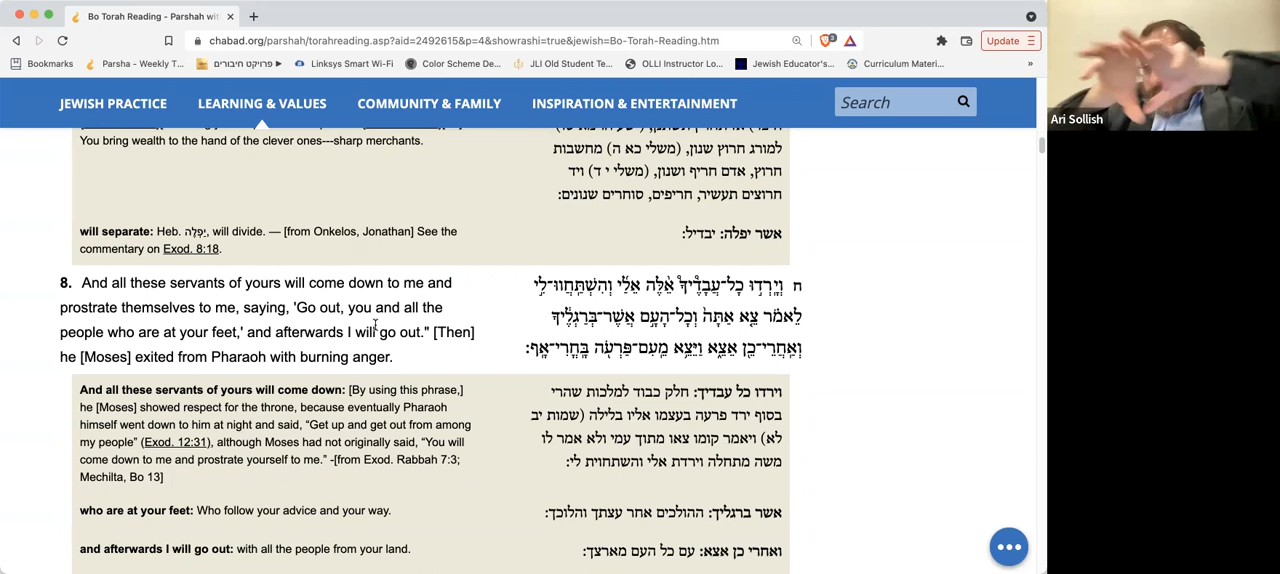 Bo Torah Reading - Parshah wit
chabad.org/parshah/torahreading.asp?aid=2492615&p=4&showrashi=true&jewish=Bo-Torah-Reading.htm
Update
Bookmarks
Parsha - Weekly T...
פרויקט חיבורים
Linksys Smart Wi-Fi
Color Scheme De...
JLI Old Student Te...
OLLI Instructor Lo...
Jewish Educator's...
Curriculum Materi...
»
Ari Sollish
JEWISH PRACTICE
LEARNING & VALUES
COMMUNITY & FAMILY
INSPIRATION & ENTERTAINMENT
Search
You bring wealth to the hand of the clever ones---sharp merchants.
למורג חרוץ שנון, (משלי כא ה) מחשבות
חרוץ, אדם חריף ושנון, (משלי י ד) ויד
חרוצים תעשיר, חריפים, סוחרים שנונים:
will separate: Heb. יַפְלֶה, will divide. — [from Onkelos, Jonathan] See the
commentary on Exod. 8:18.
אשר יפלה: יבדיל:
8. And all these servants of yours will come down to me and
prostrate themselves to me, saying, 'Go out, you and all the
people who are at your feet,' and afterwards I will go out." [Then]
he [Moses] exited from Pharaoh with burning anger.
ח וְיָֽרְד֣וּ כָל־עֲבָדֶ֩יךָ֩ אֵ֨לֶּה אֵלַ֜י וְהִשְׁתַּֽחֲווּ־לִ֣י
לֵאמֹ֗ר צֵ֤א אַתָּה֙ וְכָל־הָעָ֣ם אֲשֶׁר־בְּרַגְלֶ֔יךָ
וְאַֽחֲרֵי־כֵ֖ן אֵצֵ֑א וַיֵּצֵ֥א מֵֽעִם־פַּרְעֹ֖ה בָּֽחֳרִי־אָֽף:
And all these servants of yours will come down: [By using this phrase,]
he [Moses] showed respect for the throne, because eventually Pharaoh
himself went down to him at night and said, “Get up and get out from among
my people” (Exod. 12:31), although Moses had not originally said, “You will
come down to me and prostrate yourself to me.” -[from Exod. Rabbah 7:3;
Mechilta, Bo 13]
וירדו כל עבדיך: חלק כבוד למלכות שהרי
בסוף ירד פרעה בעצמו אליו בלילה (שמות יב
לא) ויאמר קומו צאו מתוך עמי ולא אמר לו
משה מתחלה וירדת אלי והשתחוית לי:
who are at your feet: Who follow your advice and your way.
אשר ברגליך: ההולכים אחר עצתך והלוכך:
and afterwards I will go out: with all the people from your land.
ואחרי כן אצא: עם כל העם מארצך: